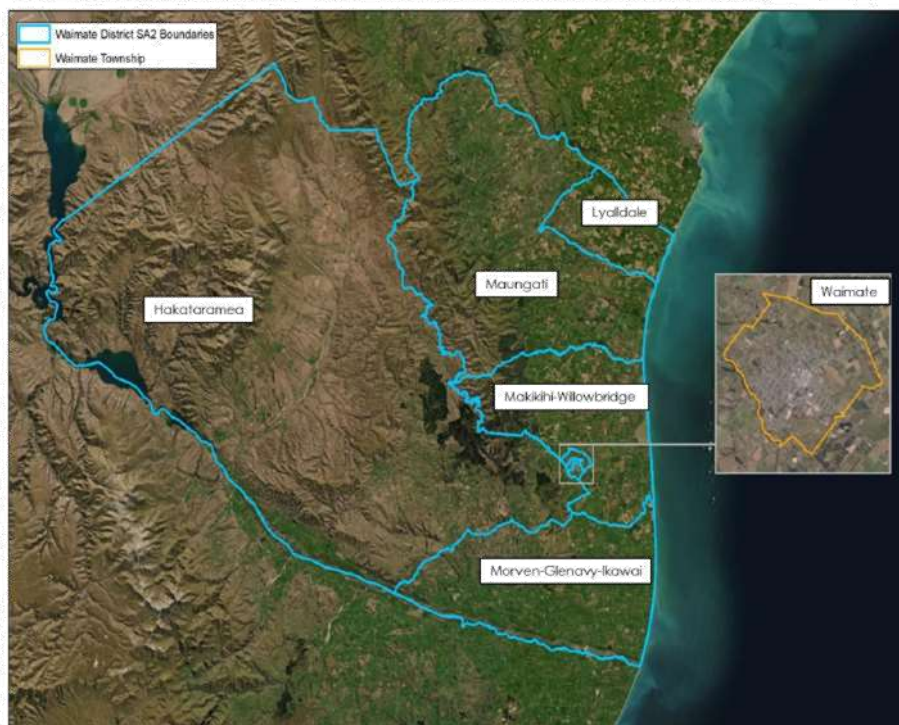 Waimate District SA2 Boundaries
Waimate Township
Lyalldale
Maungati
Waimate
Hakataramea
Makikihi-Willowbridge
Morven-Glenavy-Ikawai